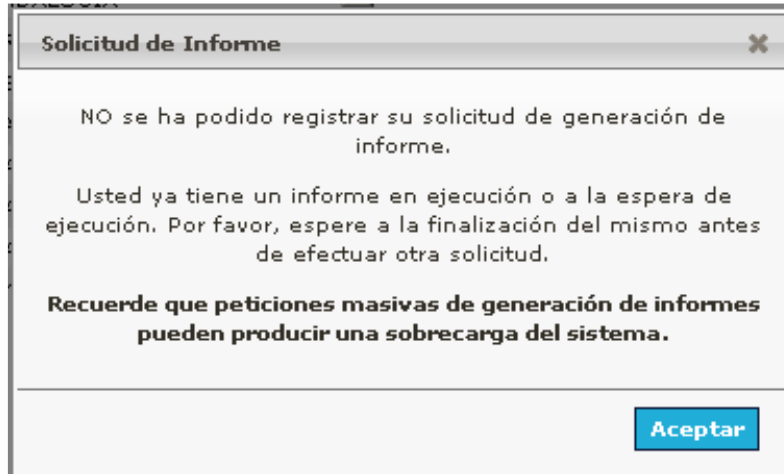 Solicitud de Informe
NO se ha podido registrar su solicitud de generación de
informe.
Usted ya tiene un informe en ejecución o a la espera de
ejecución. Por favor, espere a la finalización del mismo antes
de efectuar otra solicitud.
Recuerde que peticiones masivas de generación de informes
pueden producir una sobrecarga del sistema.
Aceptar